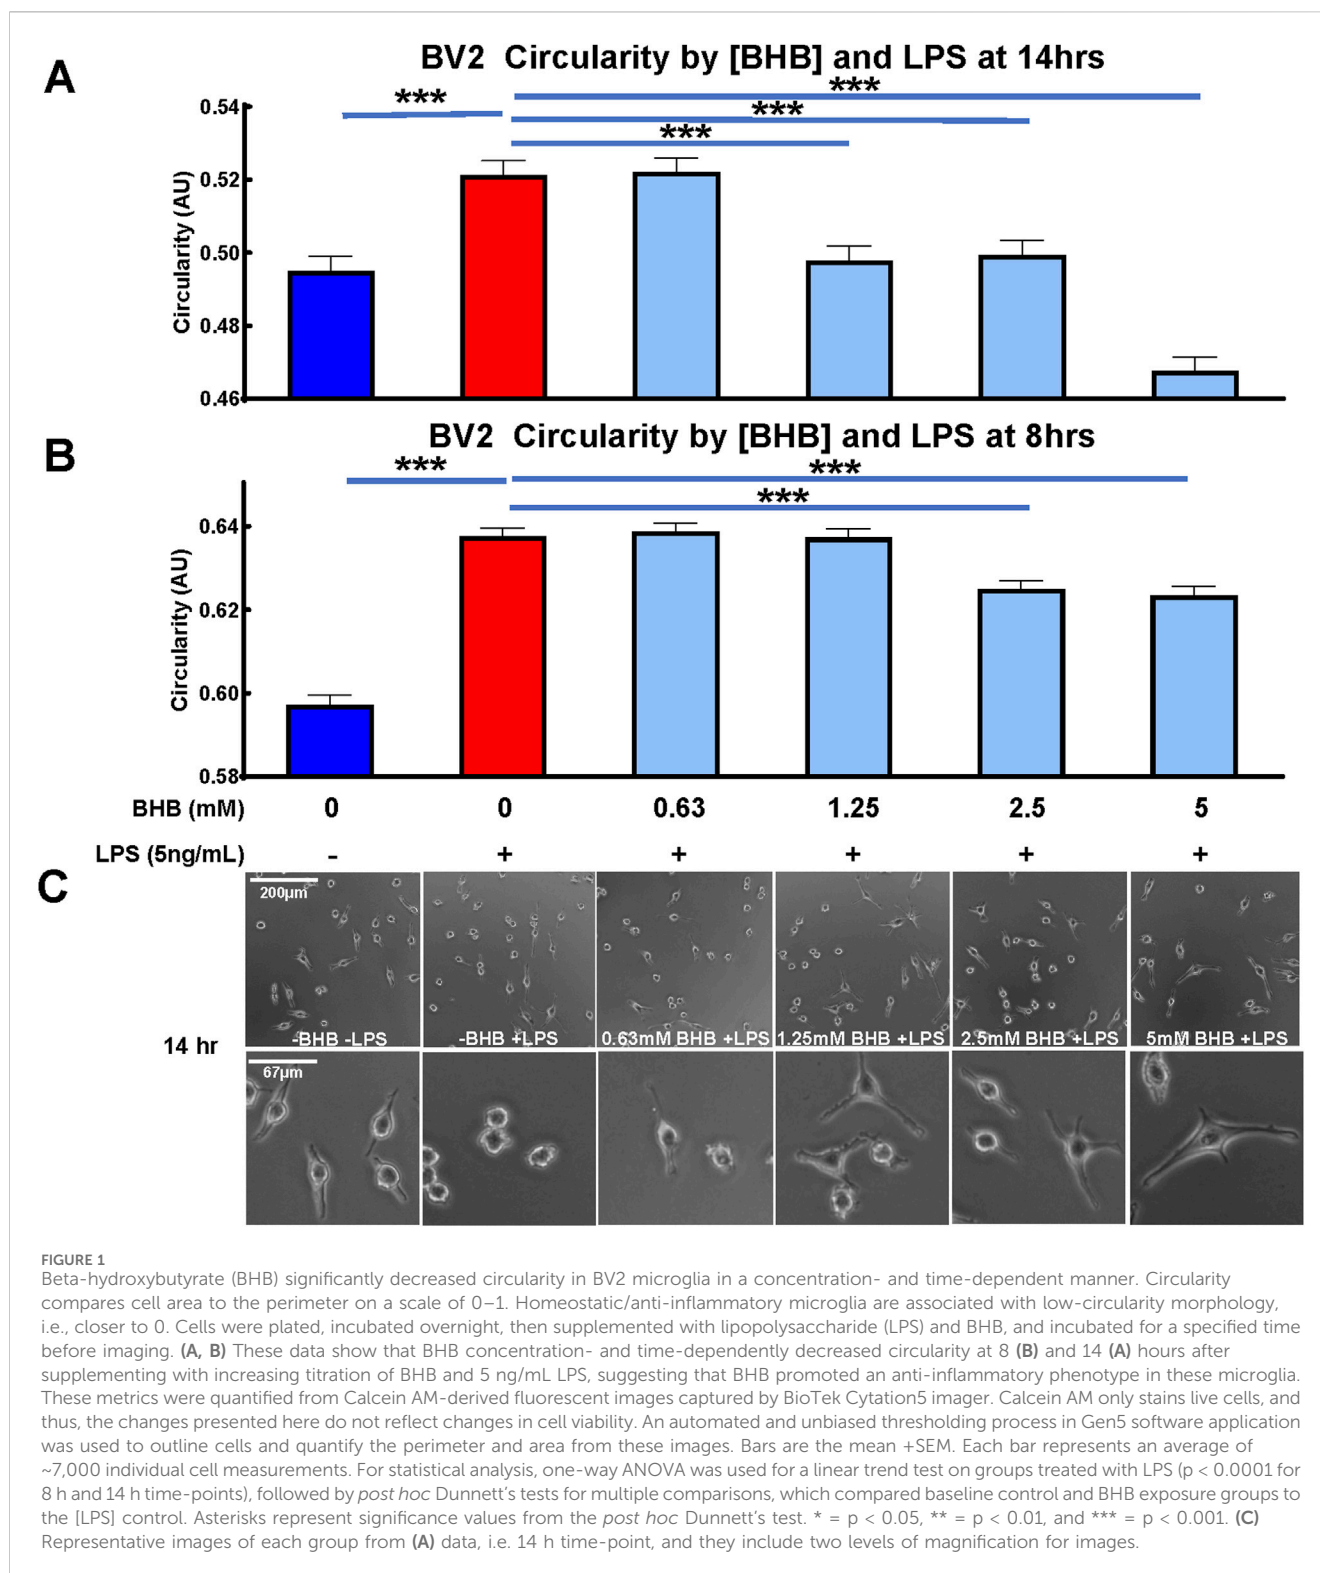 A
BV2 Circularity by [BHB] and LPS at 14hrs
***
***
***
***
Circularity (AU)
0.54
0.52
0.50
0.48
0.46
B
BV2 Circularity by [BHB] and LPS at 8hrs
***
***
***
Circularity (AU)
0.64
0.62
0.60
0.58
BHB (mM) 0 0 0.63 1.25 2.5 5
LPS (5ng/mL) - + + + + +
C
200µm
-BHB -LPS -BHB +LPS 0.63mM BHB +LPS 1.25mM BHB +LPS 2.5mM BHB +LPS 5mM BHB +LPS
14 hr
67µm
FIGURE 1
Beta-hydroxybutyrate (BHB) significantly decreased circularity in BV2 microglia in a concentration- and time-dependent manner. Circularity
compares cell area to the perimeter on a scale of 0–1. Homeostatic/anti-inflammatory microglia are associated with low-circularity morphology,
i.e., closer to 0. Cells were plated, incubated overnight, then supplemented with lipopolysaccharide (LPS) and BHB, and incubated for a specified time
before imaging. (A, B) These data show that BHB concentration- and time-dependently decreased circularity at 8 (B) and 14 (A) hours after
supplementing with increasing titration of BHB and 5 ng/mL LPS, suggesting that BHB promoted an anti-inflammatory phenotype in these microglia.
These metrics were quantified from Calcein AM-derived fluorescent images captured by BioTek Cytation5 imager. Calcein AM only stains live cells, and
thus, the changes presented here do not reflect changes in cell viability. An automated and unbiased thresholding process in Gen5 software application
was used to outline cells and quantify the perimeter and area from these images. Bars are the mean +SEM. Each bar represents an average of
~7,000 individual cell measurements. For statistical analysis, one-way ANOVA was used for a linear trend test on groups treated with LPS (p < 0.0001 for
8 h and 14 h time-points), followed by post hoc Dunnett's tests for multiple comparisons, which compared baseline control and BHB exposure groups to
the [LPS] control. Asterisks represent significance values from the post hoc Dunnett's test. * = p < 0.05, ** = p < 0.01, and *** = p < 0.001. (C)
Representative images of each group from (A) data, i.e. 14 h time-point, and they include two levels of magnification for images.